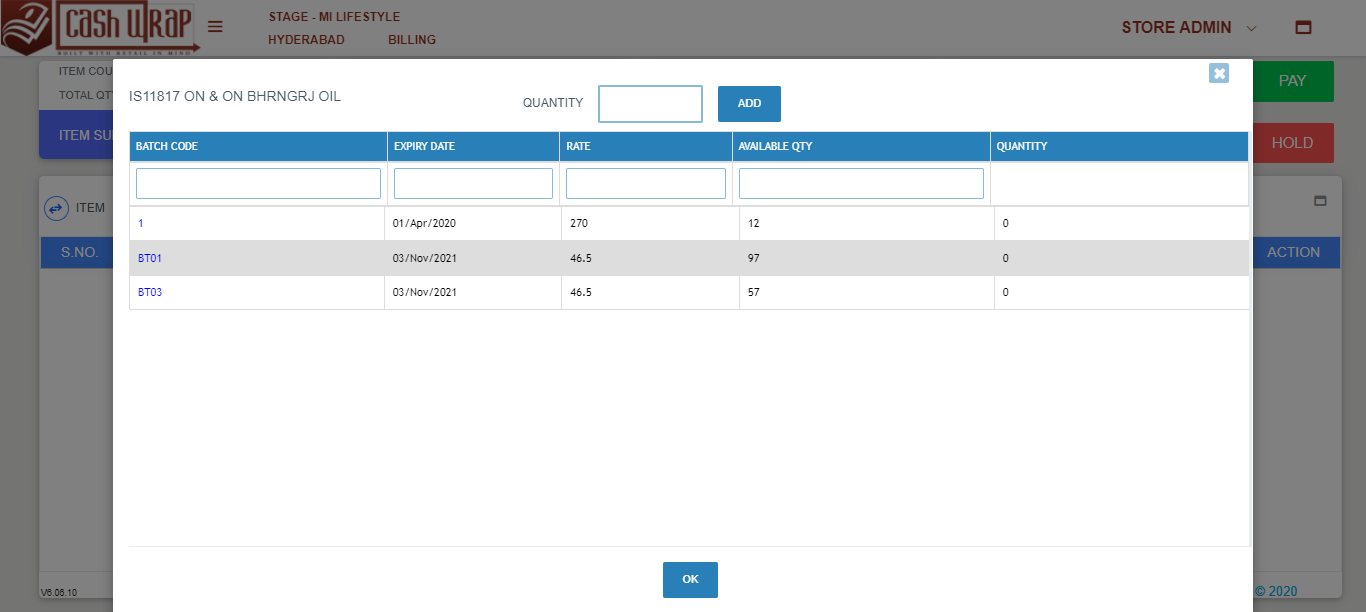 CASH WRAP
BUILT WITH RETAIL IN MIND
STAGE - MI LIFESTYLE
HYDERABAD BILLING
STORE ADMIN
ITEM COU
TOTAL QT
ITEM SU
PAY
HOLD
IS11817 ON & ON BHRNGRJ OIL
QUANTITY ADD
BATCH CODE EXPIRY DATE RATE AVAILABLE QTY QUANTITY
1 01/Apr/2020 270 12 0
BT01 03/Nov/2021 46.5 97 0
BT03 03/Nov/2021 46.5 57 0
ITEM
S.NO. ACTION
OK
V6.06.10
© 2020